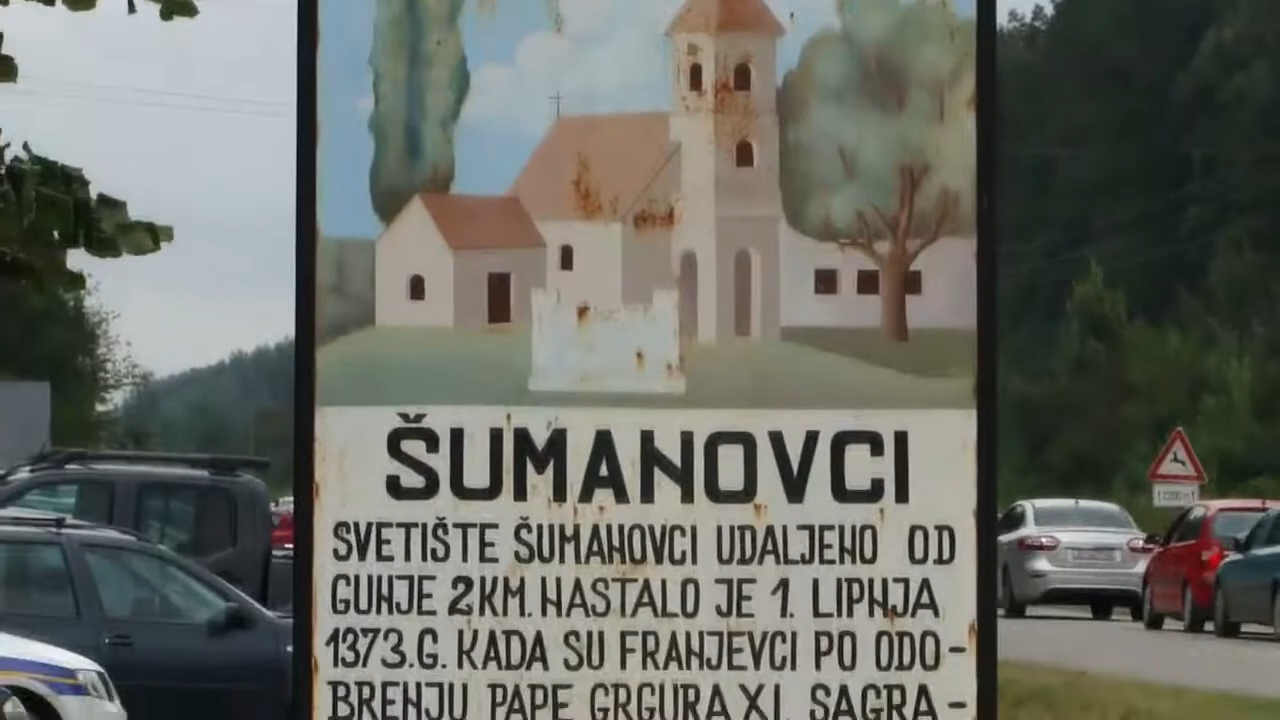 ŠUMANOVCI
SVETIŠTE ŠUMANOVCI UDALJENO OD
GUNJE 2KM. NASTALO JE 1. LIPNJA
1373.G. KADA SU FRANJEVCI PO ODO-
BRENJU PAPE GRGURA XI. SAGRA-